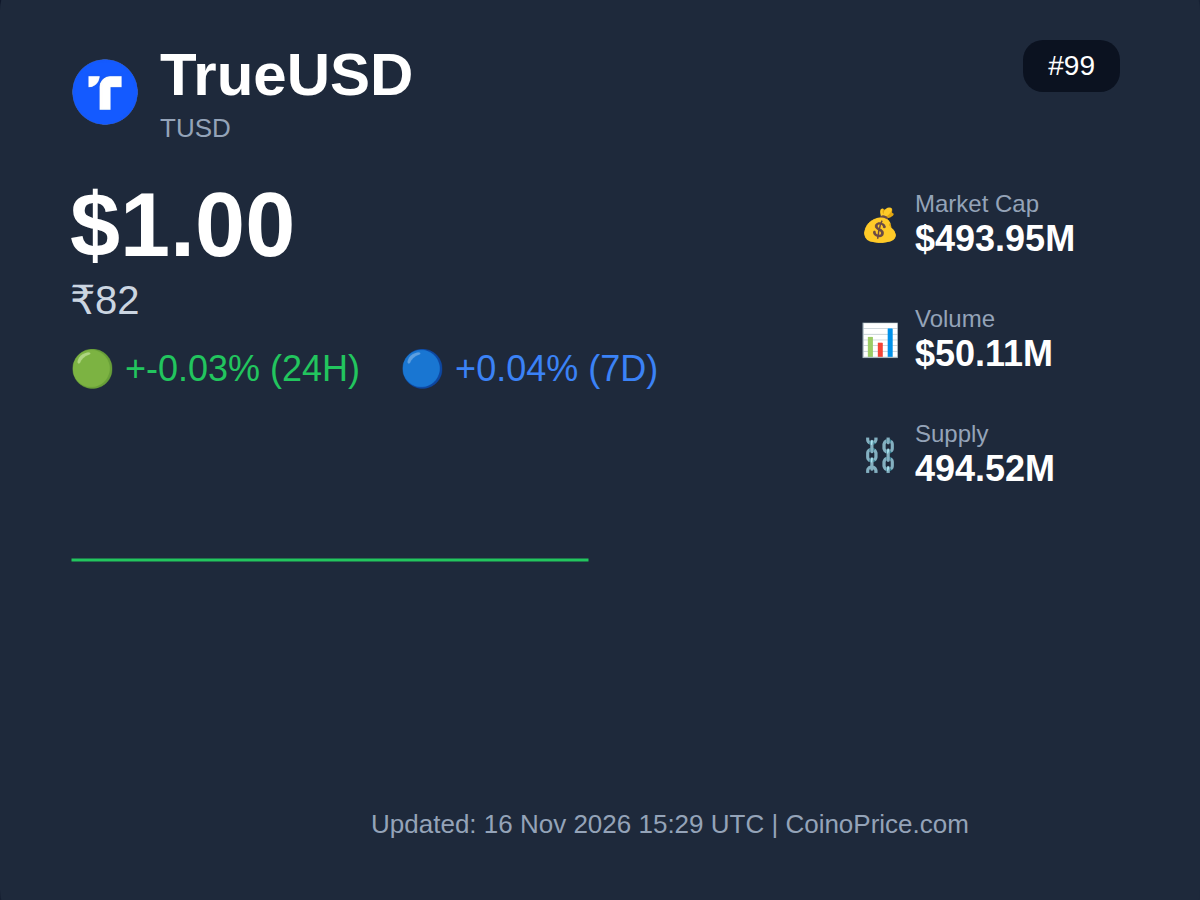 TrueUSD
TUSD
#99
$1.00
₹82
+-0.03% (24H) +0.04% (7D)
Market Cap
$493.95M
Volume
$50.11M
Supply
494.52M
Updated: 16 Nov 2026 15:29 UTC | CoinoPrice.com